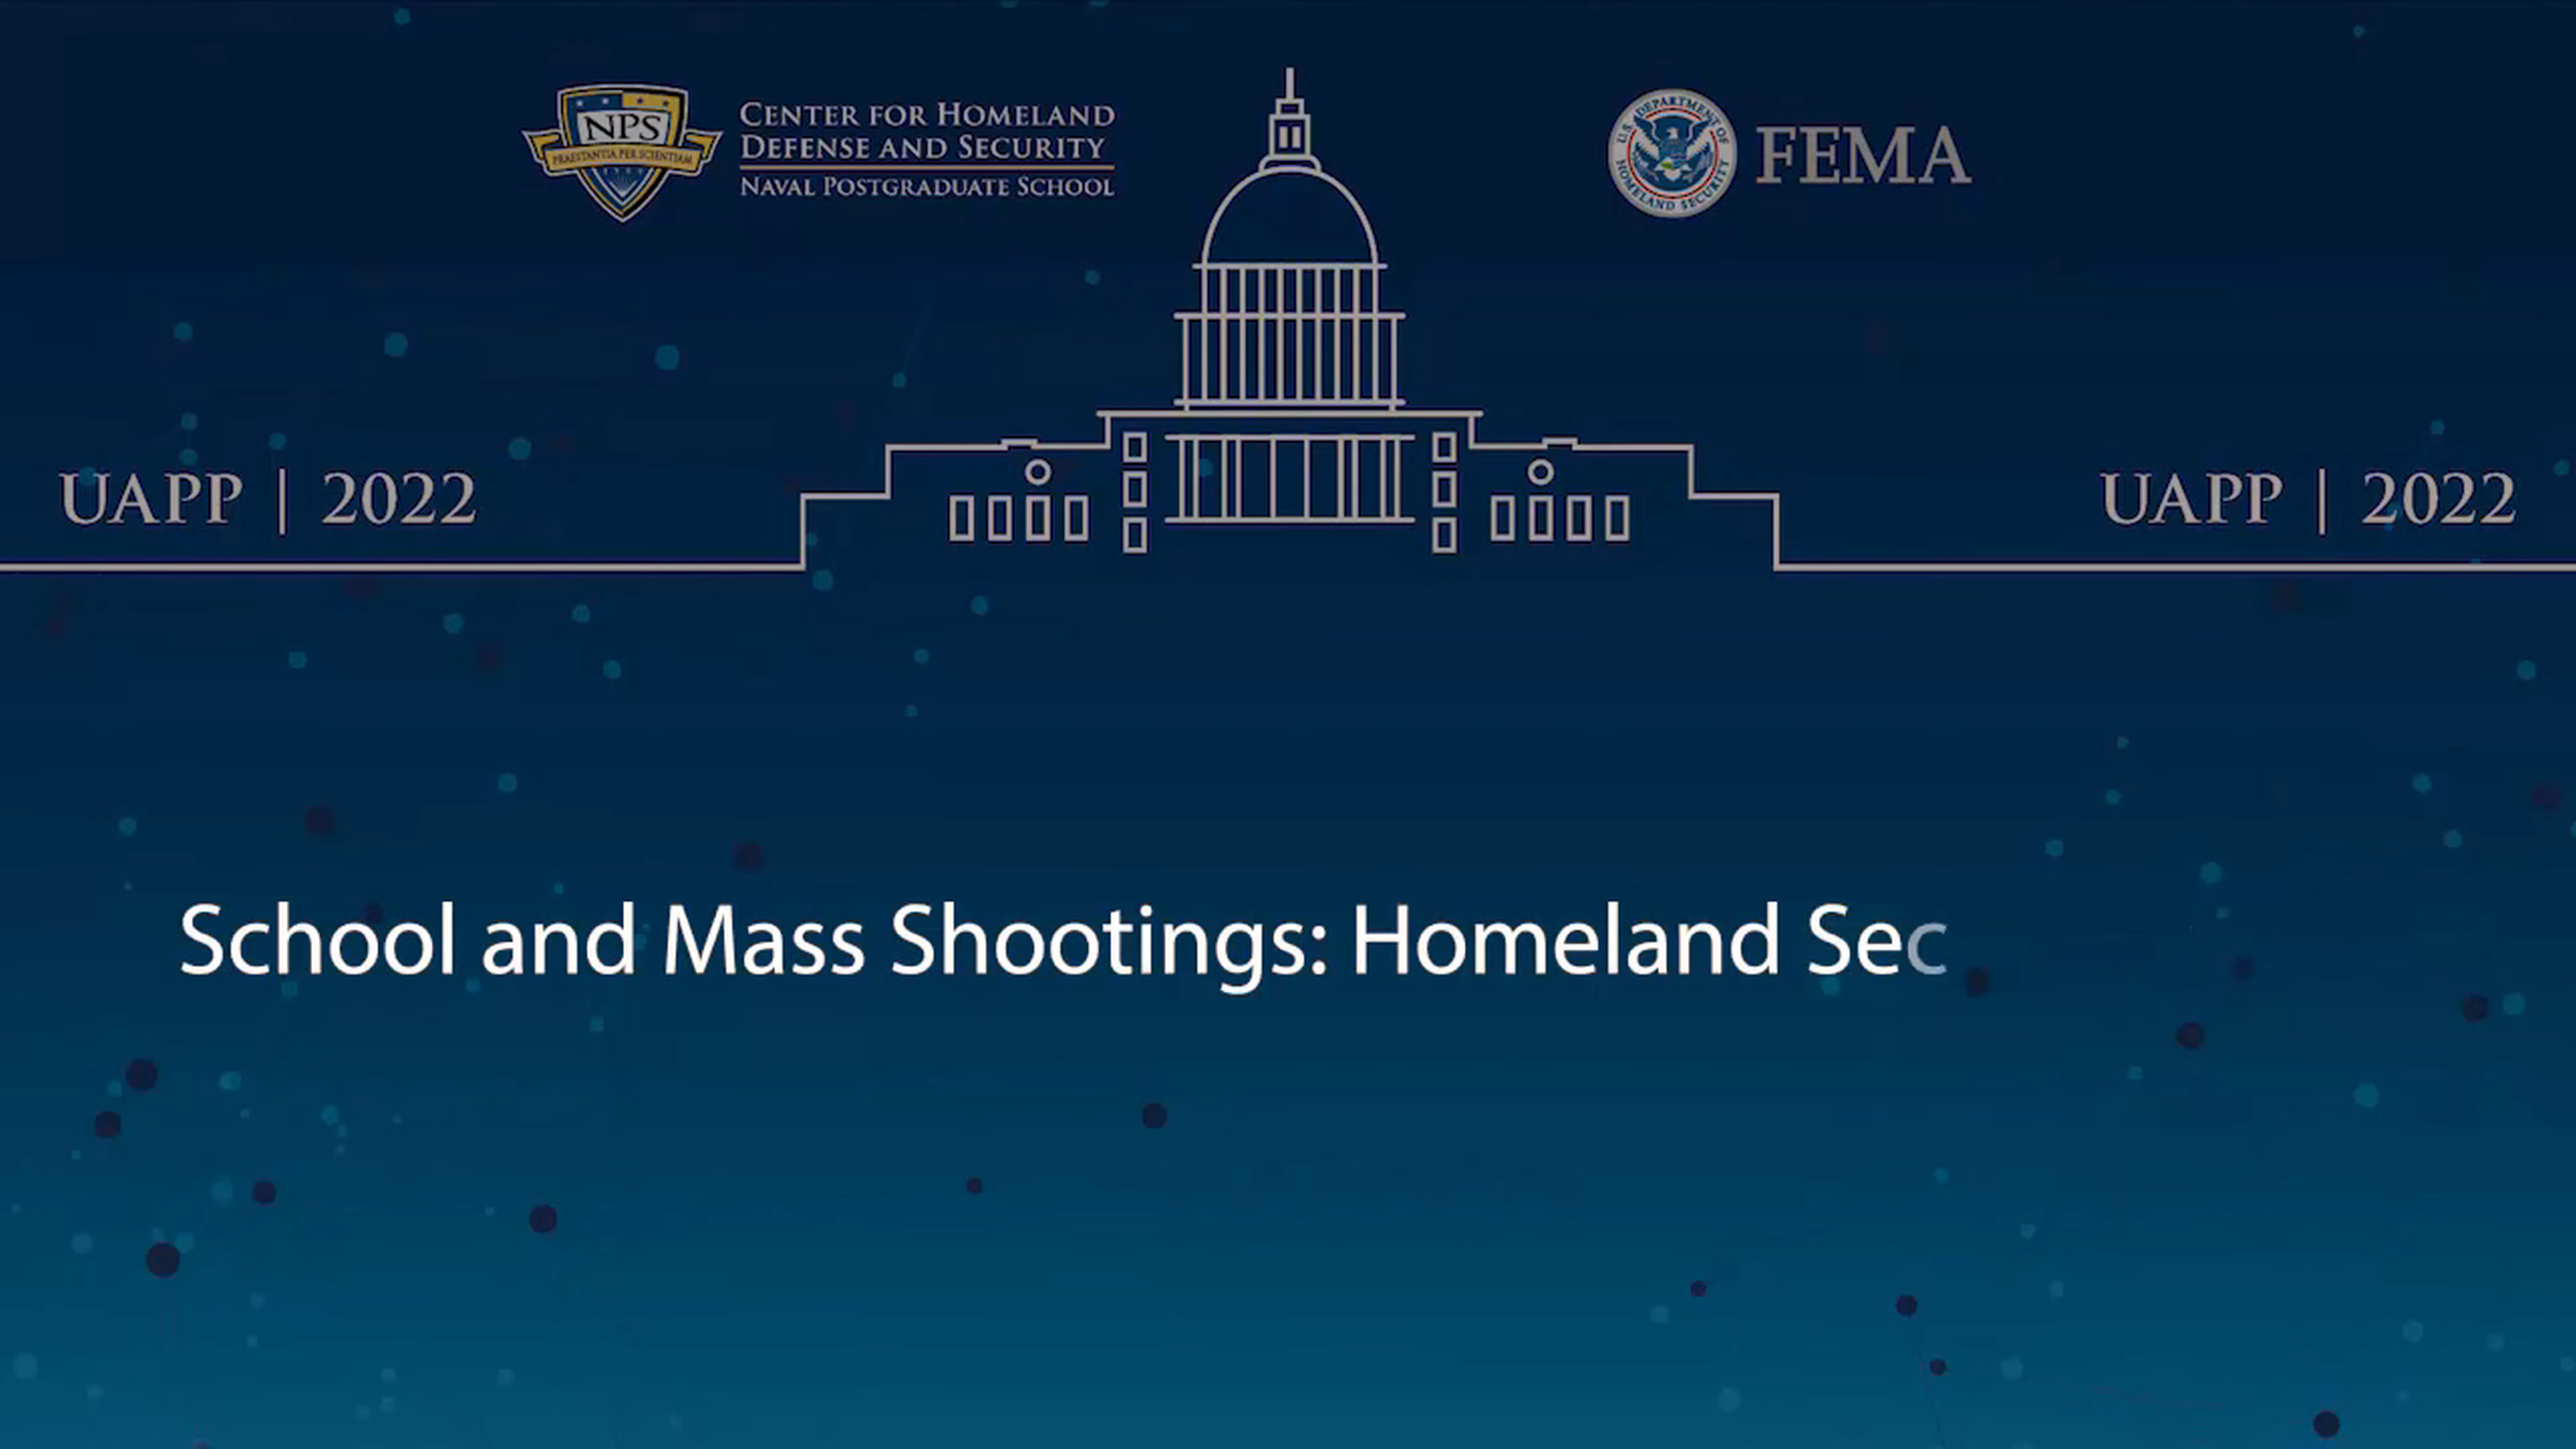 NPS
PRAESTANTIA PER SCIENTIAM
CENTER FOR HOMELAND
DEFENSE AND SECURITY
NAVAL POSTGRADUATE SCHOOL
U.S. DEPARTMENT OF
HOMELAND SECURITY
FEMA
UAPP | 2022
UAPP | 2022
School and Mass Shootings: Homeland Sec